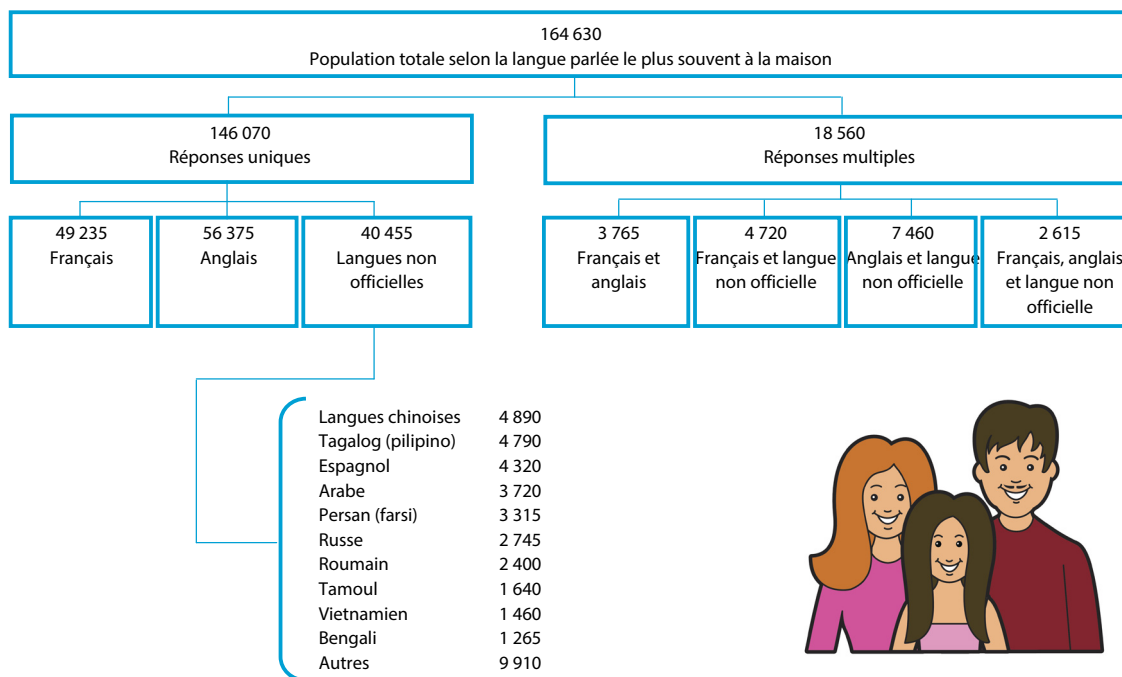 164 630
Population totale selon la langue parlée le plus souvent à la maison
146 070
Réponses uniques
18 560
Réponses multiples
49 235
Français
56 375
Anglais
40 455
Langues non
officielles
3 765
Français et
anglais
4 720
Français et langue
non officielle
7 460
Anglais et langue
non officielle
2 615
Français, anglais
et langue non
officielle
Langues chinoises 4 890
Tagalog (pilipino) 4 790
Espagnol 4 320
Arabe 3 720
Persan (farsi) 3 315
Russe 2 745
Roumain 2 400
Tamoul 1 640
Vietnamien 1 460
Bengali 1 265
Autres 9 910